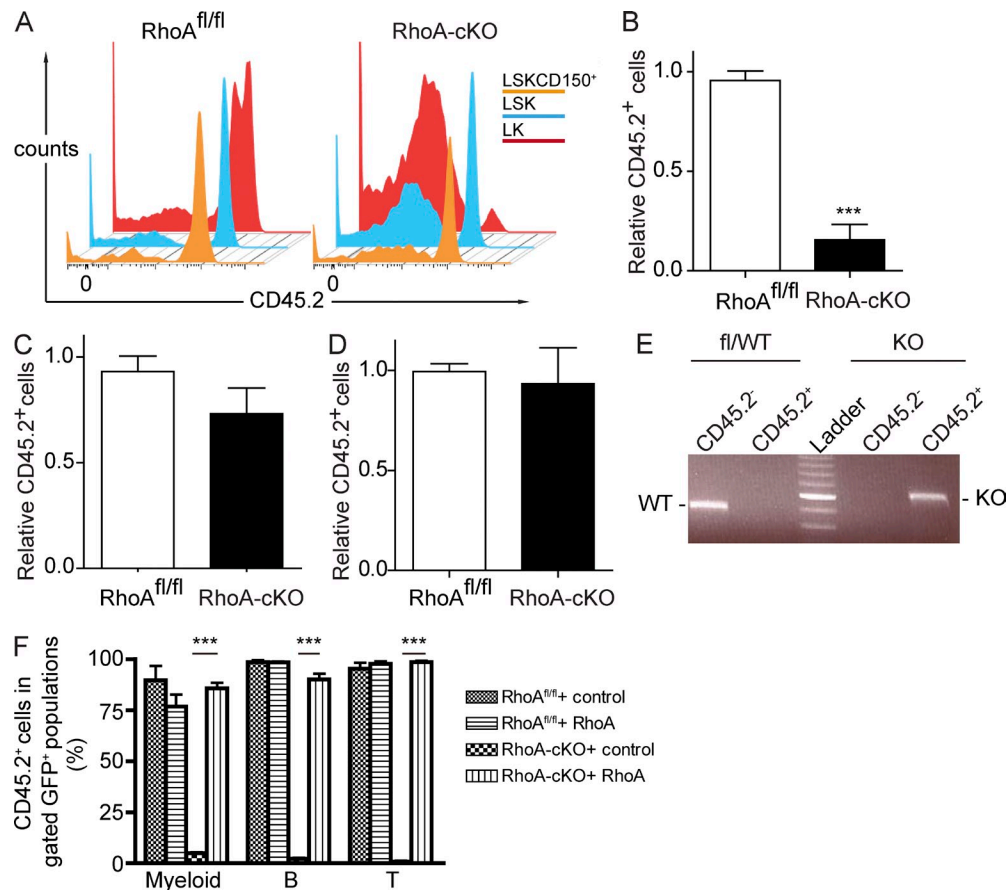 A
RhoA^fl/fl
RhoA-cKO
LSKCD150⁺
LSK
LK
counts
0
0
CD45.2
B
Relative CD45.2⁺ cells
1.0
0.5
0.0
***
RhoA^fl/fl
RhoA-cKO
C
Relative CD45.2⁺cells
1.0
0.5
0.0
RhoA^fl/fl
RhoA-cKO
D
Relative CD45.2⁺cells
1.0
0.5
0.0
RhoA^fl/fl
RhoA-cKO
E
fl/WT
KO
CD45.2⁻
CD45.2⁺
Ladder
CD45.2⁻
CD45.2⁺
WT -
- KO
F
CD45.2⁺ cells in
gated GFP⁺ populations
(%)
100
75
50
25
0
***
***
***
Myeloid
B
T
RhoA^fl/fl+ control
RhoA^fl/fl+ RhoA
RhoA-cKO+ control
RhoA-cKO+ RhoA